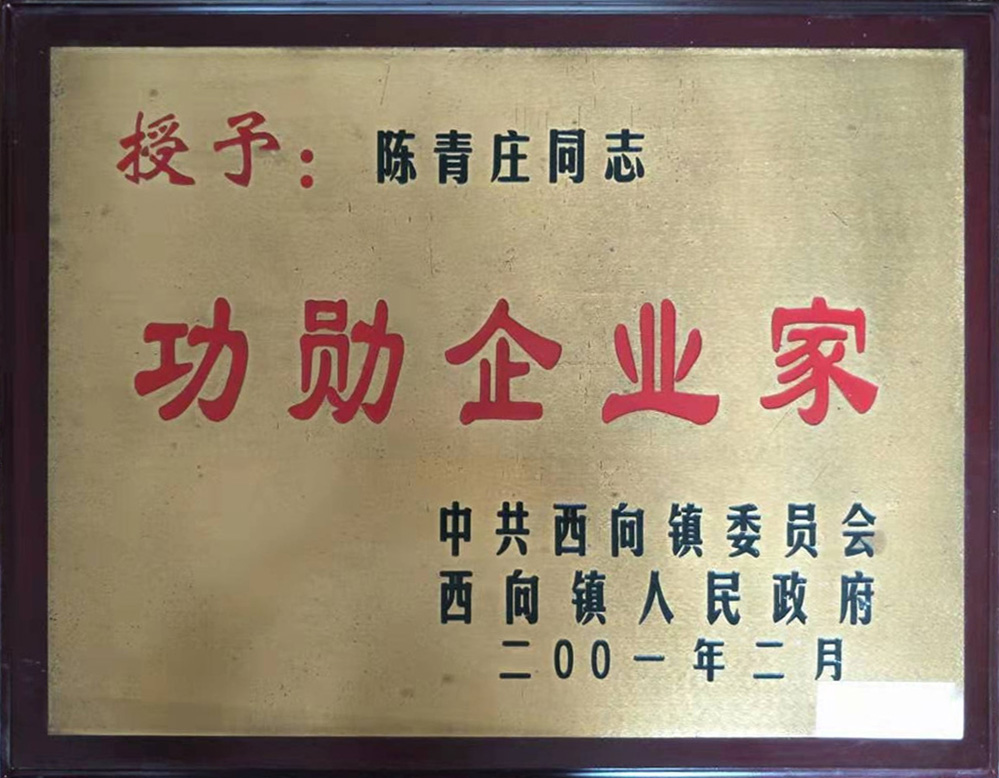 授予：陈青庄同志
功勋企业家
中共西向镇委员会
西向镇人民政府
二00一年二月